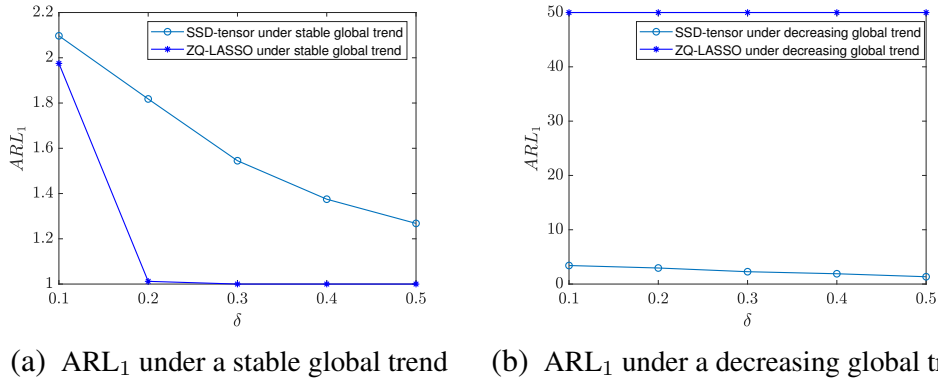 2.2
2
1.8
1.6
1.4
1.2
1
0.1
0.2
0.3
0.4
0.5
ARL₁
δ
SSD-tensor under stable global trend
ZQ-LASSO under stable global trend
(a) ARL₁ under a stable global trend
50
40
30
20
10
0
0.1
0.2
0.3
0.4
0.5
ARL₁
δ
SSD-tensor under decreasing global trend
ZQ-LASSO under decreasing global trend
(b) ARL₁ under a decreasing global tr